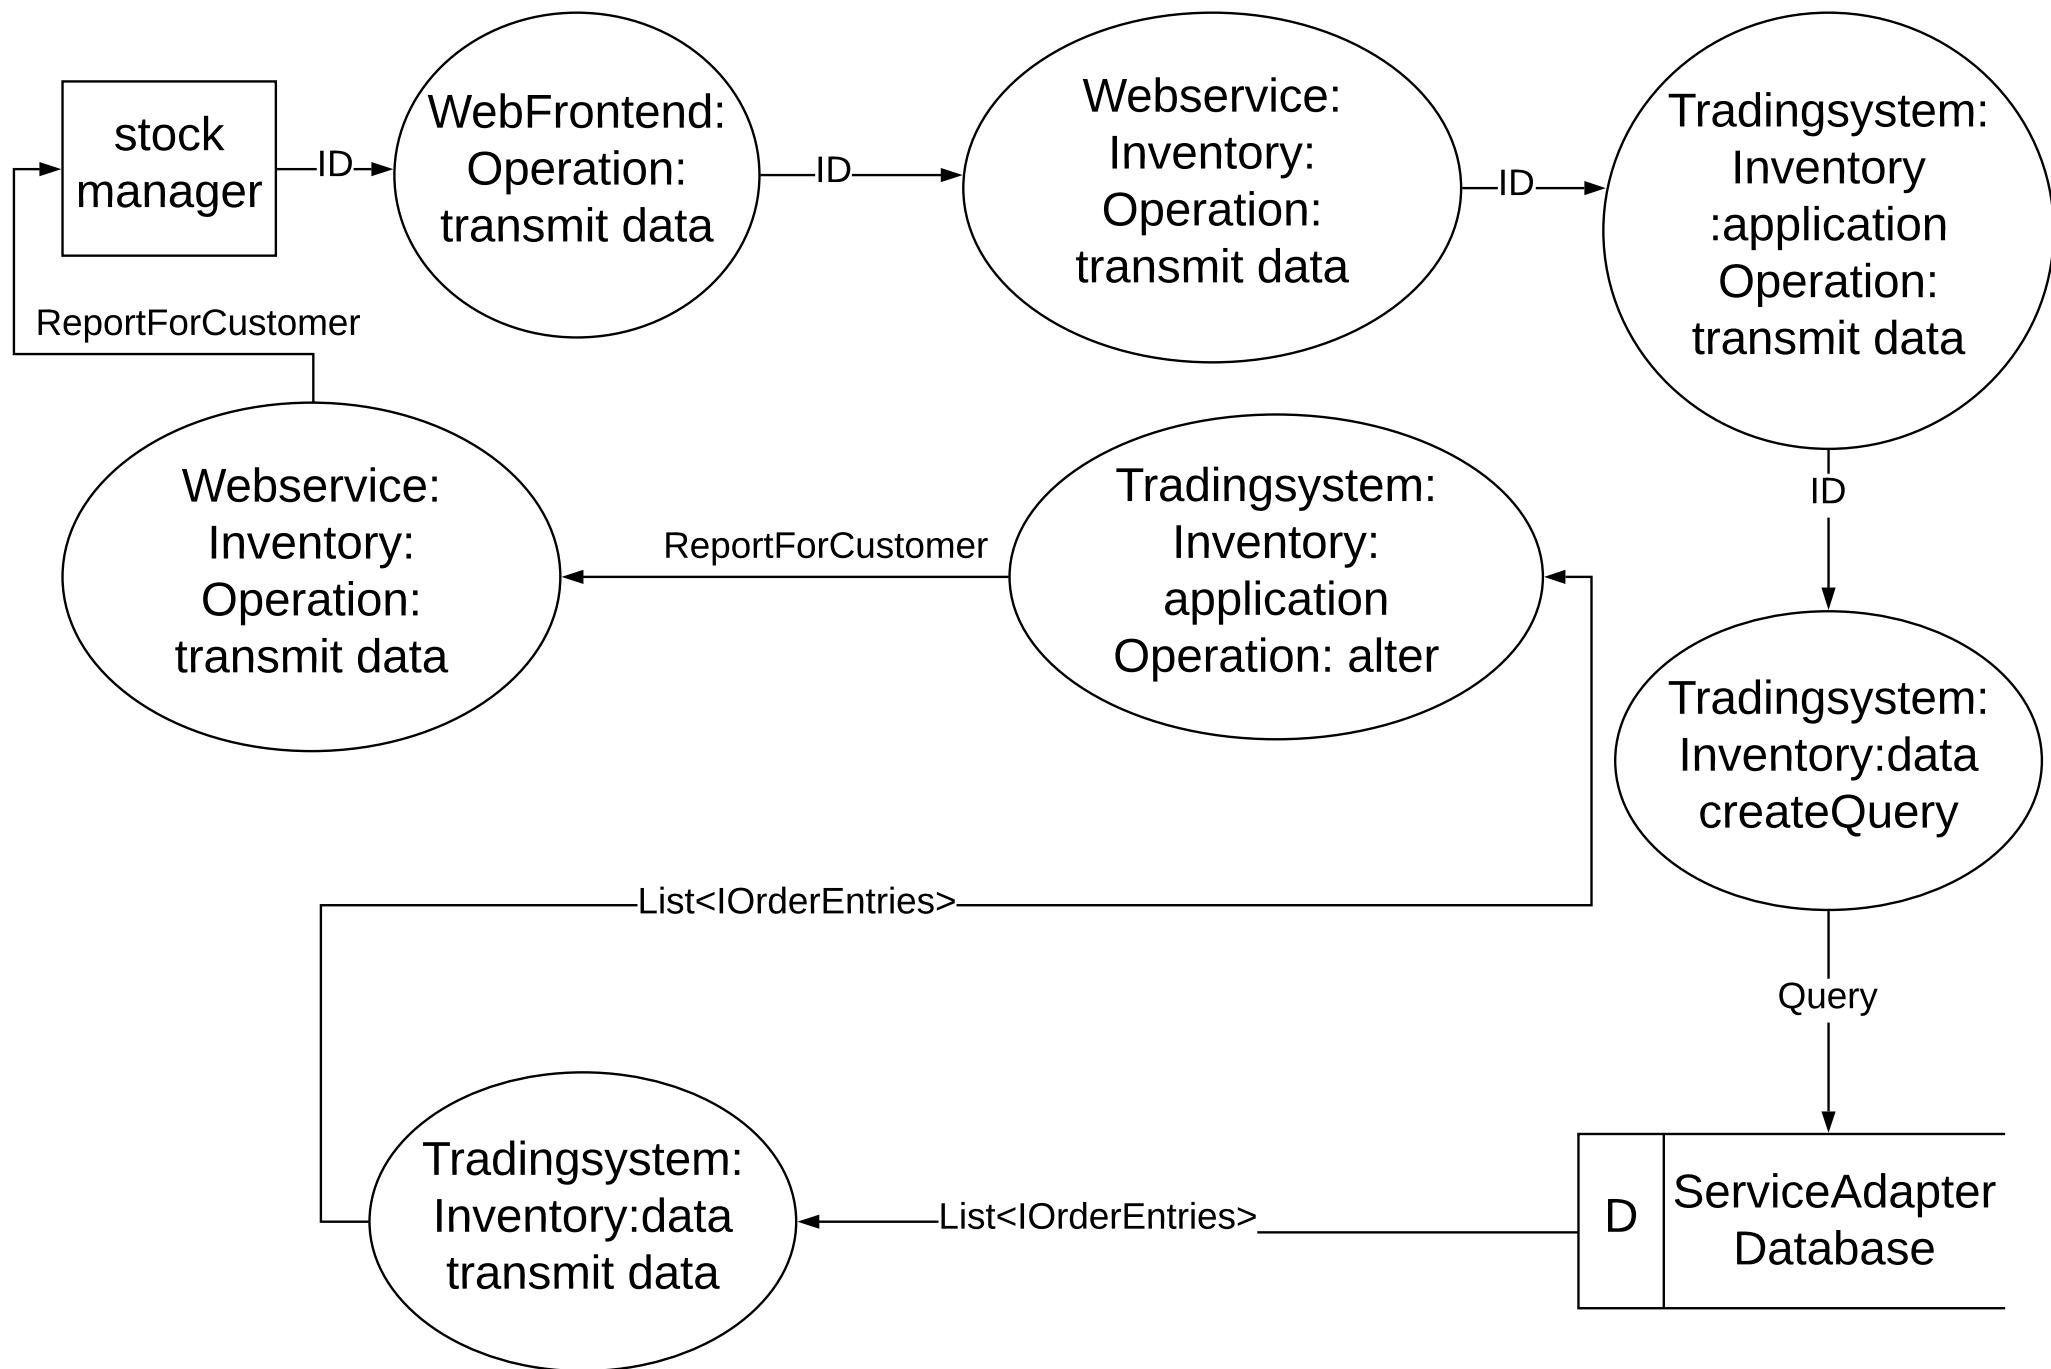 stock
manager
ID
WebFrontend:
Operation:
transmit data
ID
Webservice:
Inventory:
Operation:
transmit data
ID
Tradingsystem:
Inventory
:application
Operation:
transmit data
ReportForCustomer
Webservice:
Inventory:
Operation:
transmit data
ReportForCustomer
Tradingsystem:
Inventory:
application
Operation: alter
ID
Tradingsystem:
Inventory:data
createQuery
List<IOrderEntries>
Query
Tradingsystem:
Inventory:data
transmit data
List<IOrderEntries>
D
ServiceAdapter
Database